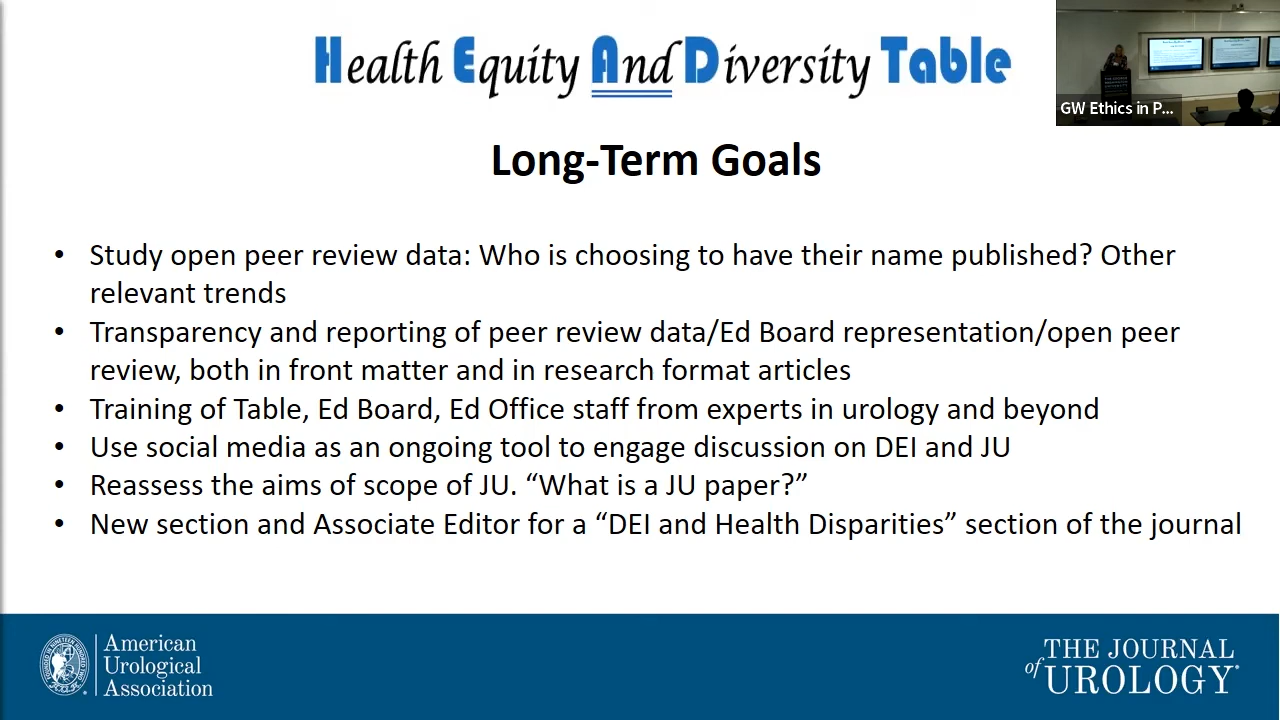 Health Equity And Diversity Table
GW Ethics in P...
Long-Term Goals
• Study open peer review data: Who is choosing to have their name published? Other
relevant trends
• Transparency and reporting of peer review data/Ed Board representation/open peer
review, both in front matter and in research format articles
• Training of Table, Ed Board, Ed Office staff from experts in urology and beyond
• Use social media as an ongoing tool to engage discussion on DEI and JU
• Reassess the aims of scope of JU. “What is a JU paper?”
• New section and Associate Editor for a “DEI and Health Disparities” section of the journal
American
Urological
Association
THE JOURNAL
of UROLOGY®